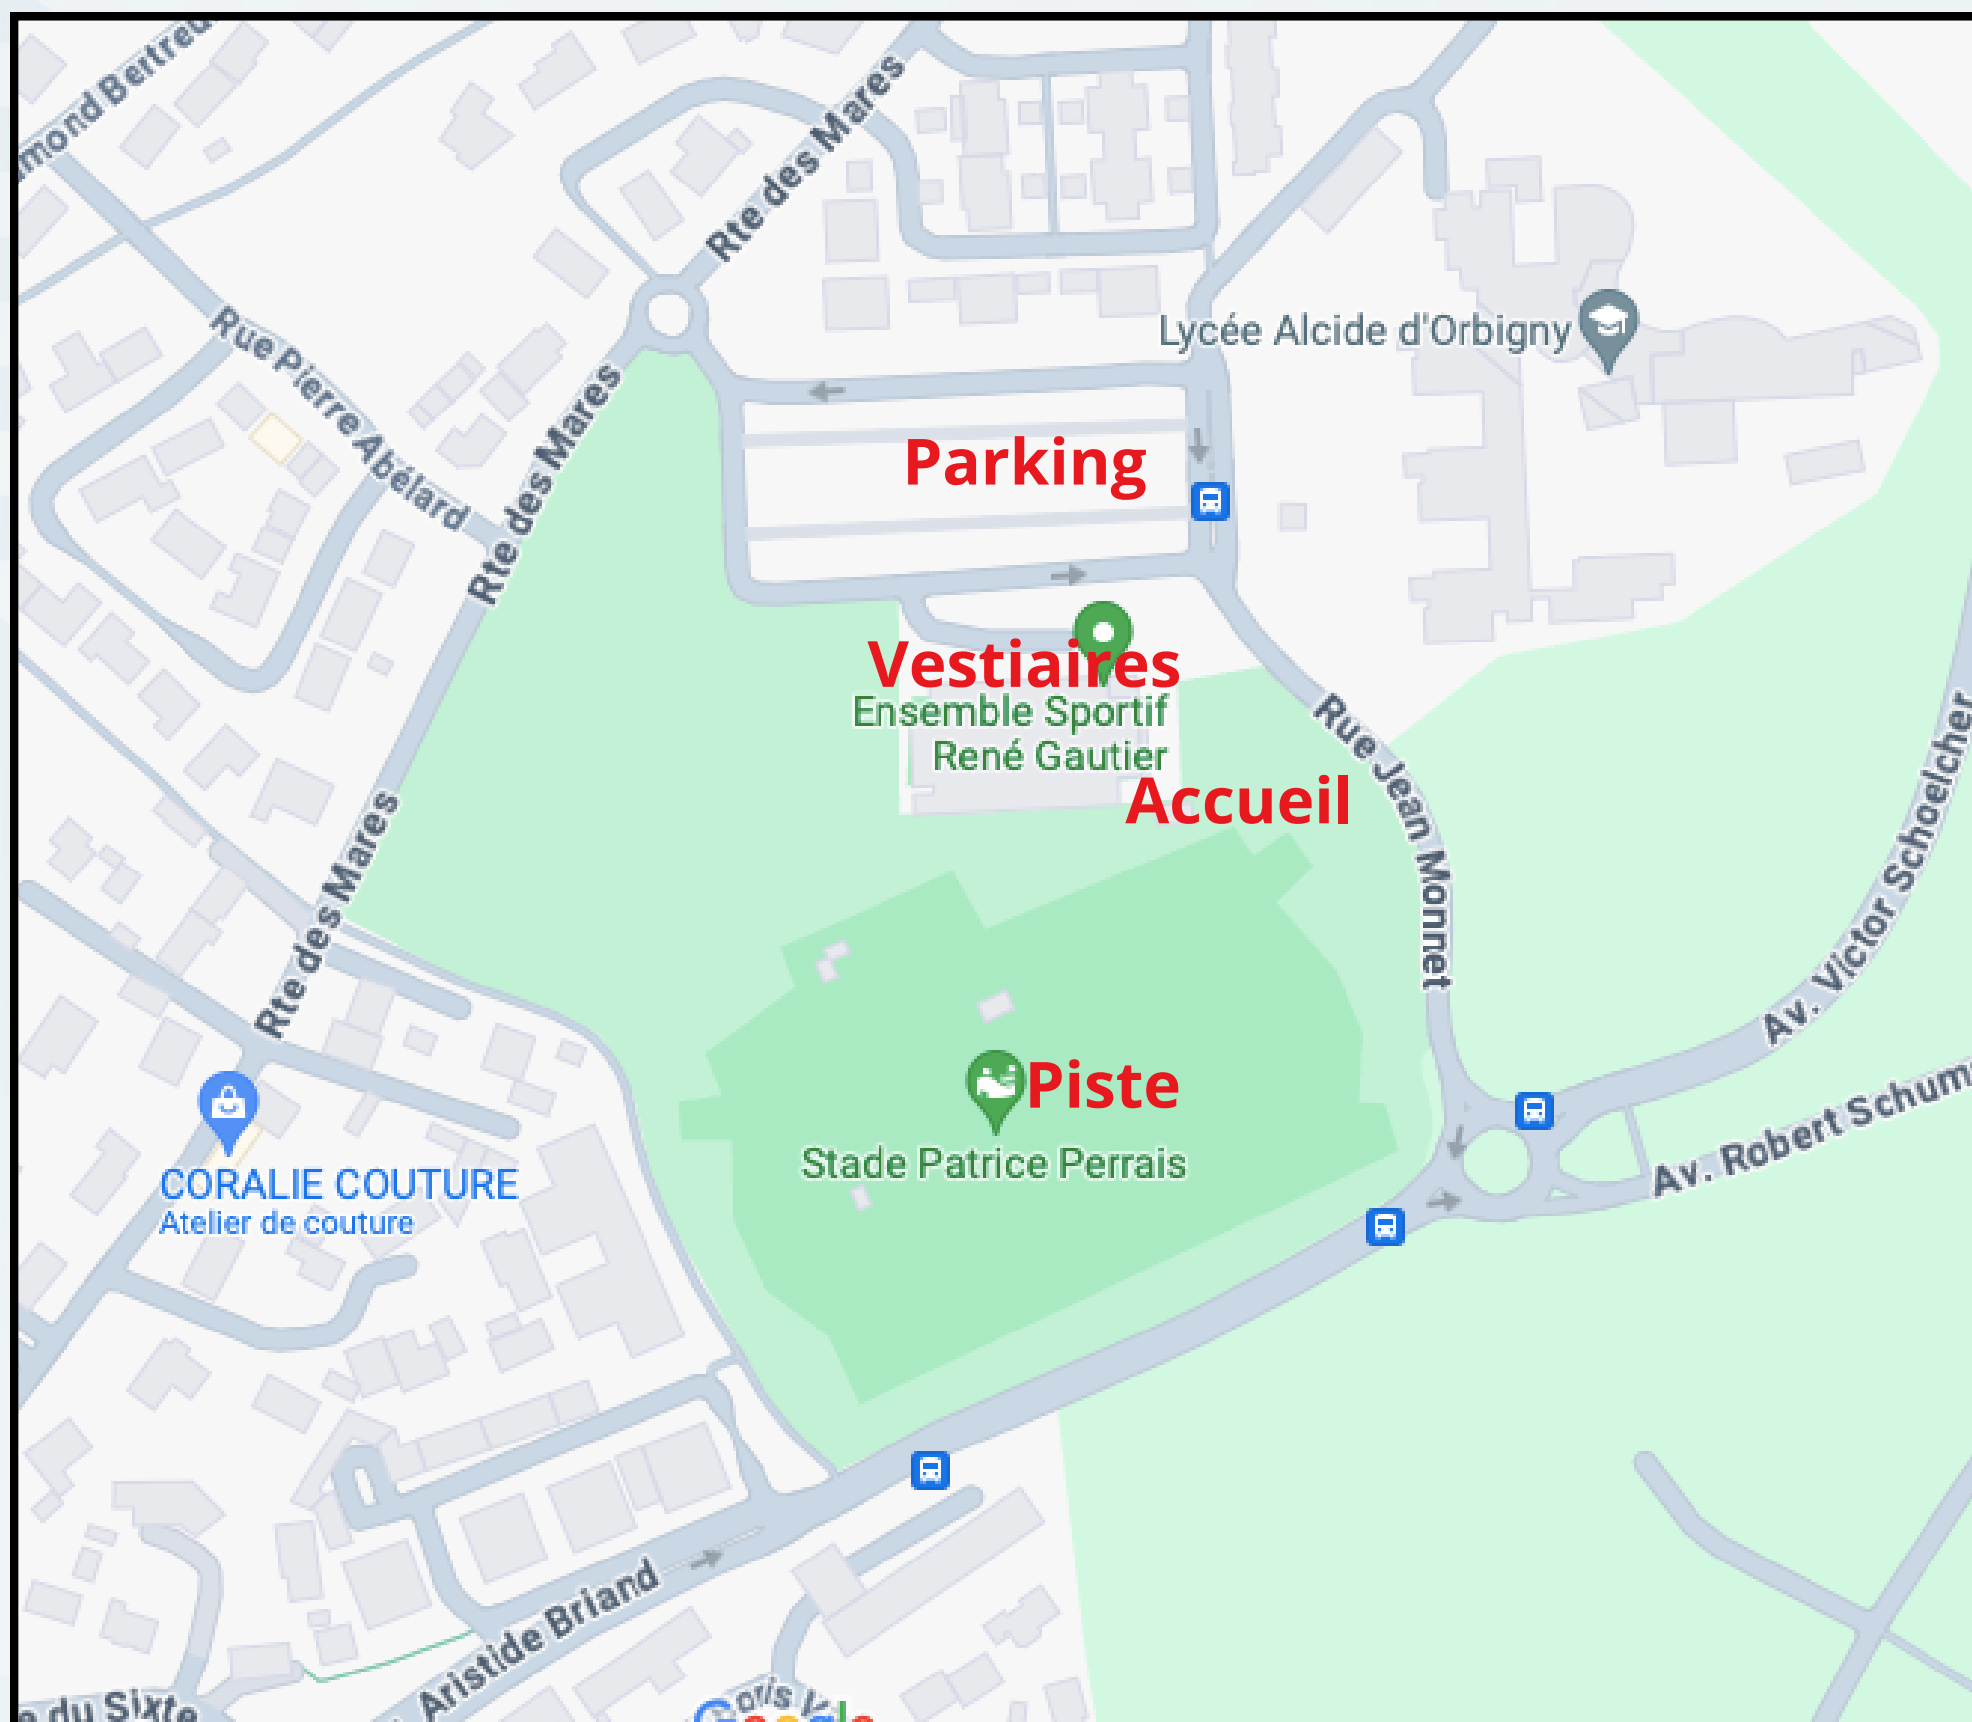 Rte des Mares
Rue Pierre Abélard
Lycée Alcide d'Orbigny
Rte des Mares
Parking
Vestiaires
Ensemble Sportif
René Gautier
Accueil
Rue Jean Monnet
Av. Victor Schoelcher
Rte des Mares
Piste
Stade Patrice Perrais
Av. Robert Schum
CORALIE COUTURE
Atelier de couture
Aristide Briand
du Sixte